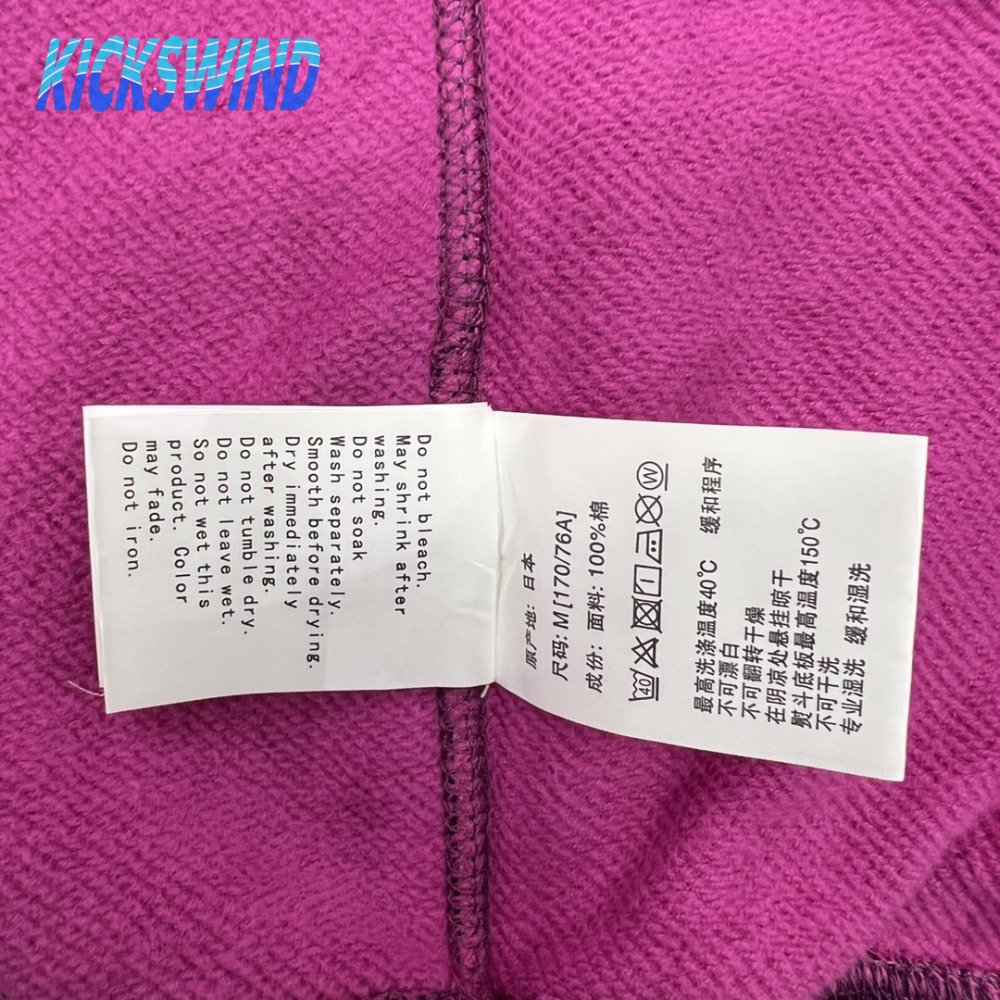 KICKSWIND
Do not bleach.
May shrink after
washing.
Do not soak
Wash separately.
Smooth before drying.
Dry immediately
after washing.
Do not tumble dry.
Do not leave wet.
So not wet this
product. Color
may fade.
Do not iron.
原产地: 日本
尺码: M[170/76A]
成份: 面料: 100%棉
W
最高洗涤温度40℃ 缓和程序
不可漂白
不可翻转干燥
在阴凉处悬挂晾干
熨斗底板最高温度150℃
不可干洗
专业湿洗 缓和湿洗